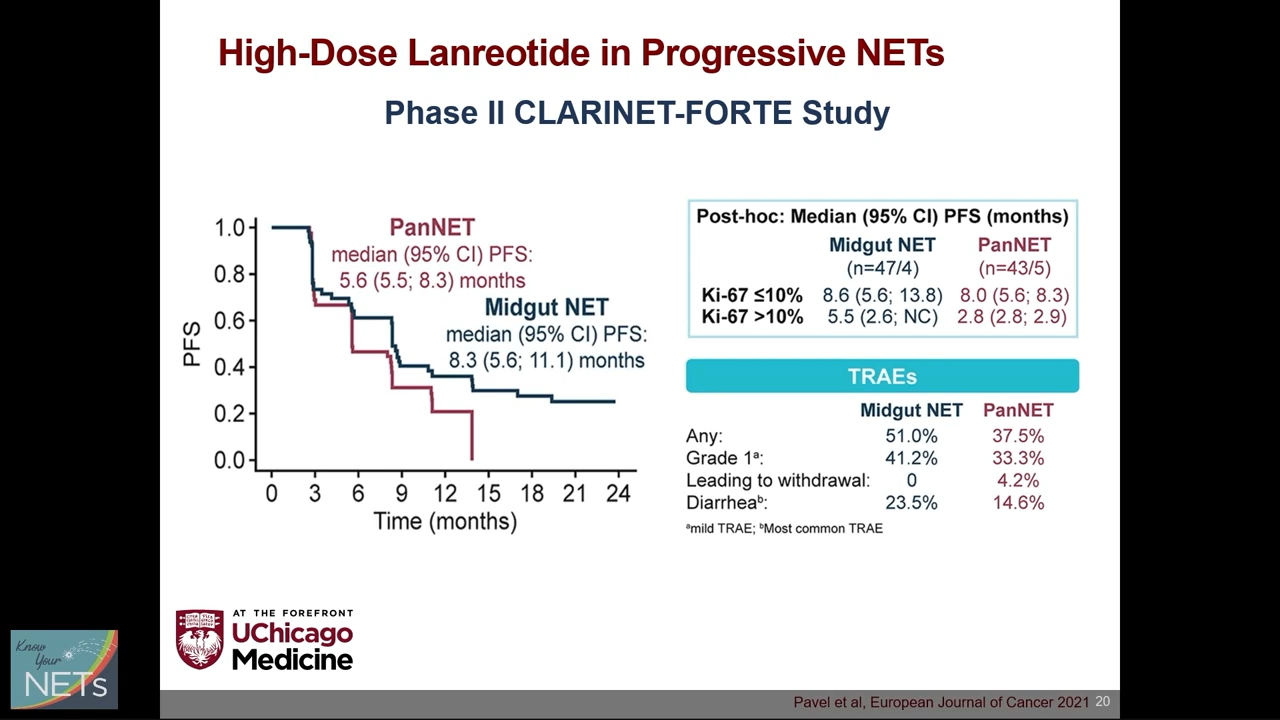 High-Dose Lanreotide in Progressive NETs
Phase II CLARINET-FORTE Study
PanNET
median (95% CI) PFS:
5.6 (5.5; 8.3) months
Midgut NET
median (95% CI) PFS:
8.3 (5.6; 11.1) months
PFS
1.0
0.8
0.6
0.4
0.2
0.0
0 3 6 9 12 15 18 21 24
Time (months)
Post-hoc: Median (95% CI) PFS (months)
Midgut NET PanNET
(n=47/4) (n=43/5)
Ki-67 ≤10% 8.6 (5.6; 13.8) 8.0 (5.6; 8.3)
Ki-67 >10% 5.5 (2.6; NC) 2.8 (2.8; 2.9)
TRAEs
Midgut NET PanNET
Any: 51.0% 37.5%
Grade 1ᵃ: 41.2% 33.3%
Leading to withdrawal: 0 4.2%
Diarrheaᵇ: 23.5% 14.6%
ᵃmild TRAE; ᵇMost common TRAE
AT THE FOREFRONT
UChicago
Medicine
Know
Your
NETs
Pavel et al, European Journal of Cancer 2021 20